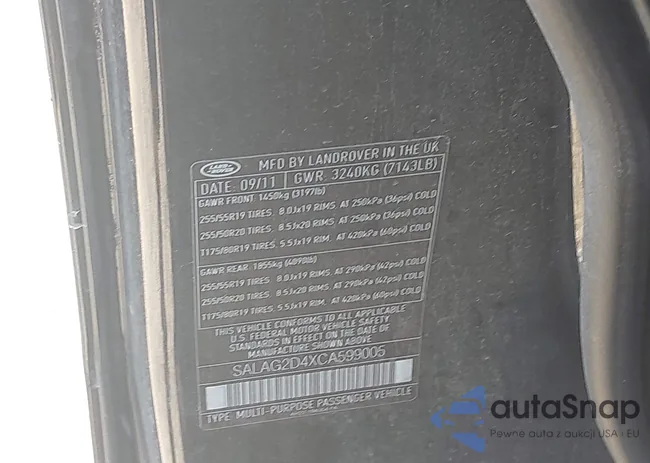 LAND ROVER
MFD BY LANDROVER IN THE UK
DATE: 09/11 GWR: 3240KG (7143LB)
GAWR FRONT: 1450kg (3197lb)
255/55R19 TIRES, 8.0Jx19 RIMS, AT 250kPa (36psi) COLD
255/50R20 TIRES, 8.5Jx20 RIMS, AT 250kPa (36psi) COLD
T175/80R19 TIRES, 5.5Jx19 RIM, AT 420kPa (60psi) COLD
GAWR REAR: 1855kg (4090lb)
255/55R19 TIRES, 8.0Jx19 RIMS, AT 290kPa (42psi) COLD
255/50R20 TIRES, 8.5Jx20 RIMS, AT 290kPa (42psi) COLD
T175/80R19 TIRES, 5.5Jx19 RIM, AT 420kPa (60psi) COLD
THIS VEHICLE CONFORMS TO ALL APPLICABLE
U.S. FEDERAL MOTOR VEHICLE SAFETY AND THEFT
STANDARDS IN EFFECT ON THE DATE OF
MANUFACTURE SHOWN ABOVE
SALAG2D4XCA599005
TYPE: MULTI-PURPOSE PASSENGER VEHICLE
autaSnap
Pewne auta z aukcji USA i EU